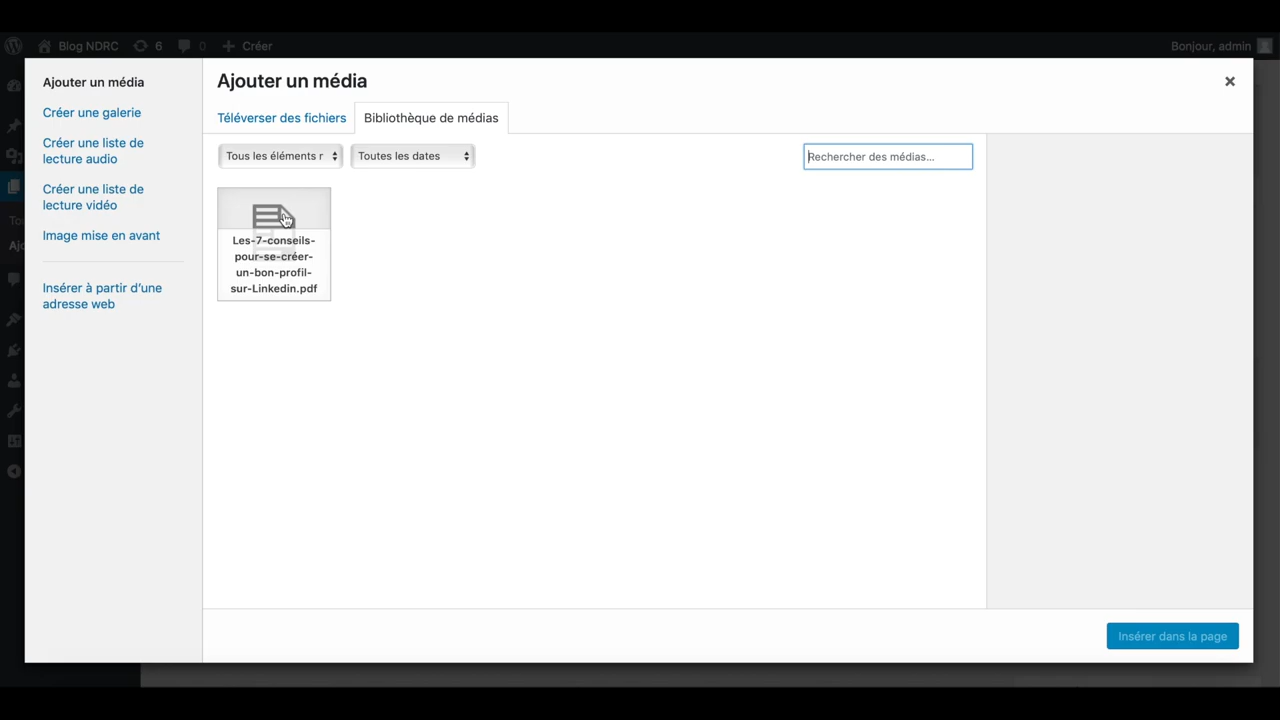 Blog NDRC
6
0
Créer
Bonjour, admin
Ajouter un média
Créer une galerie
Créer une liste de
lecture audio
Créer une liste de
lecture vidéo
Image mise en avant
Insérer à partir d'une
adresse web
Ajouter un média
Téléverser des fichiers
Bibliothèque de médias
Tous les éléments r
Toutes les dates
Rechercher des médias...
Les-7-conseils-
pour-se-créer-
un-bon-profil-
sur-Linkedin.pdf
Insérer dans la page